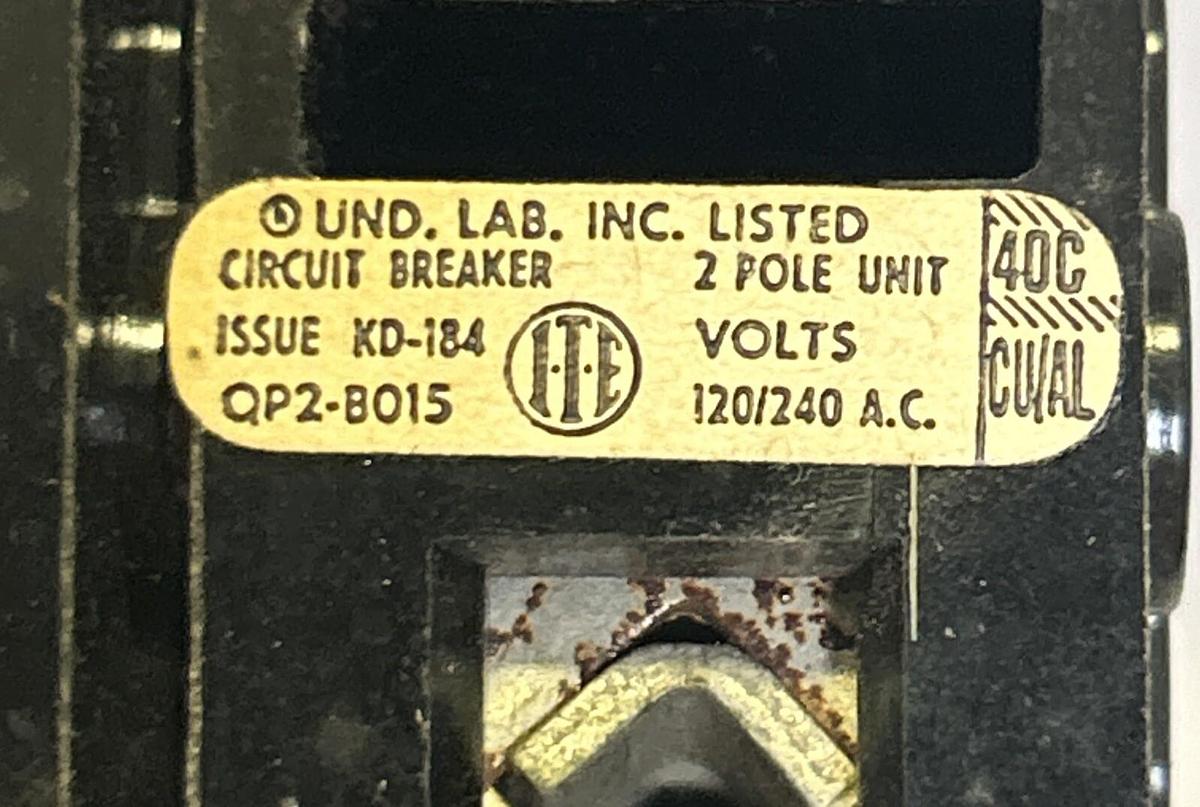 UL UND. LAB. INC. LISTED
CIRCUIT BREAKER 2 POLE UNIT
ISSUE KD-184 I·T·E VOLTS
QP2-B015 120/240 A.C.
40C
CU/AL